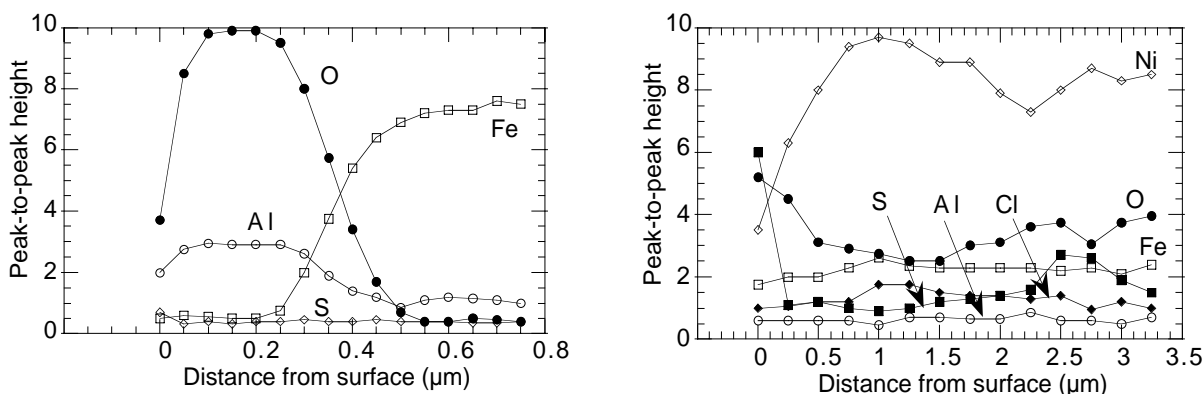 10
8
6
4
2
0
Peak-to-peak height
O
Fe
Al
S
0 0.2 0.4 0.6 0.8
Distance from surface (µm)
10
8
6
4
2
0
Peak-to-peak height
Ni
S Al Cl O
Fe
0 0.5 1 1.5 2 2.5 3 3.5
Distance from surface (µm)